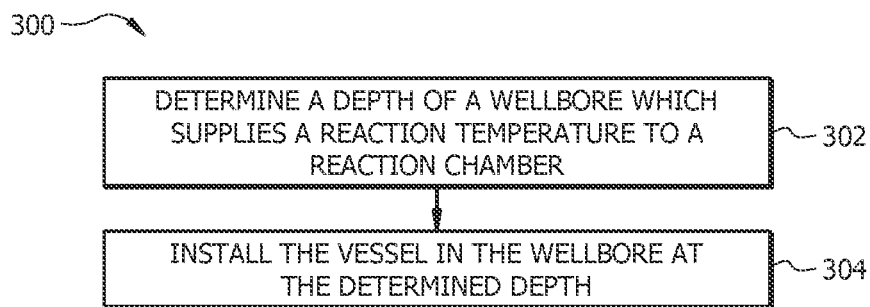 300
DETERMINE A DEPTH OF A WELLBORE WHICH
SUPPLIES A REACTION TEMPERATURE TO A
REACTION CHAMBER
302
INSTALL THE VESSEL IN THE WELLBORE AT
THE DETERMINED DEPTH
304